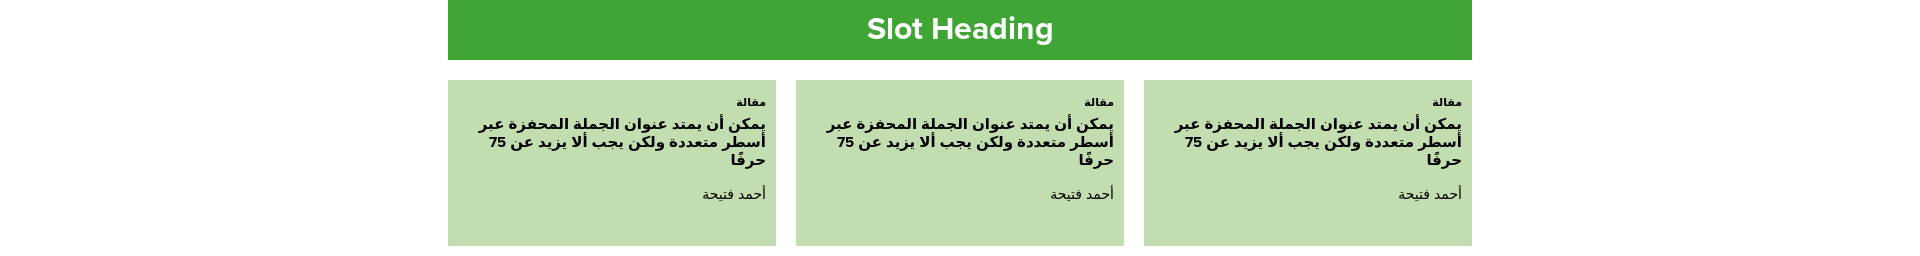 Slot Heading
مقالة
يمكن أن يمتد عنوان الجملة المحفزة عبر
أسطر متعددة ولكن يجب ألا يزيد عن 75
حرفًا
أحمد فتيحة
مقالة
يمكن أن يمتد عنوان الجملة المحفزة عبر
أسطر متعددة ولكن يجب ألا يزيد عن 75
حرفًا
أحمد فتيحة
مقالة
يمكن أن يمتد عنوان الجملة المحفزة عبر
أسطر متعددة ولكن يجب ألا يزيد عن 75
حرفًا
أحمد فتيحة